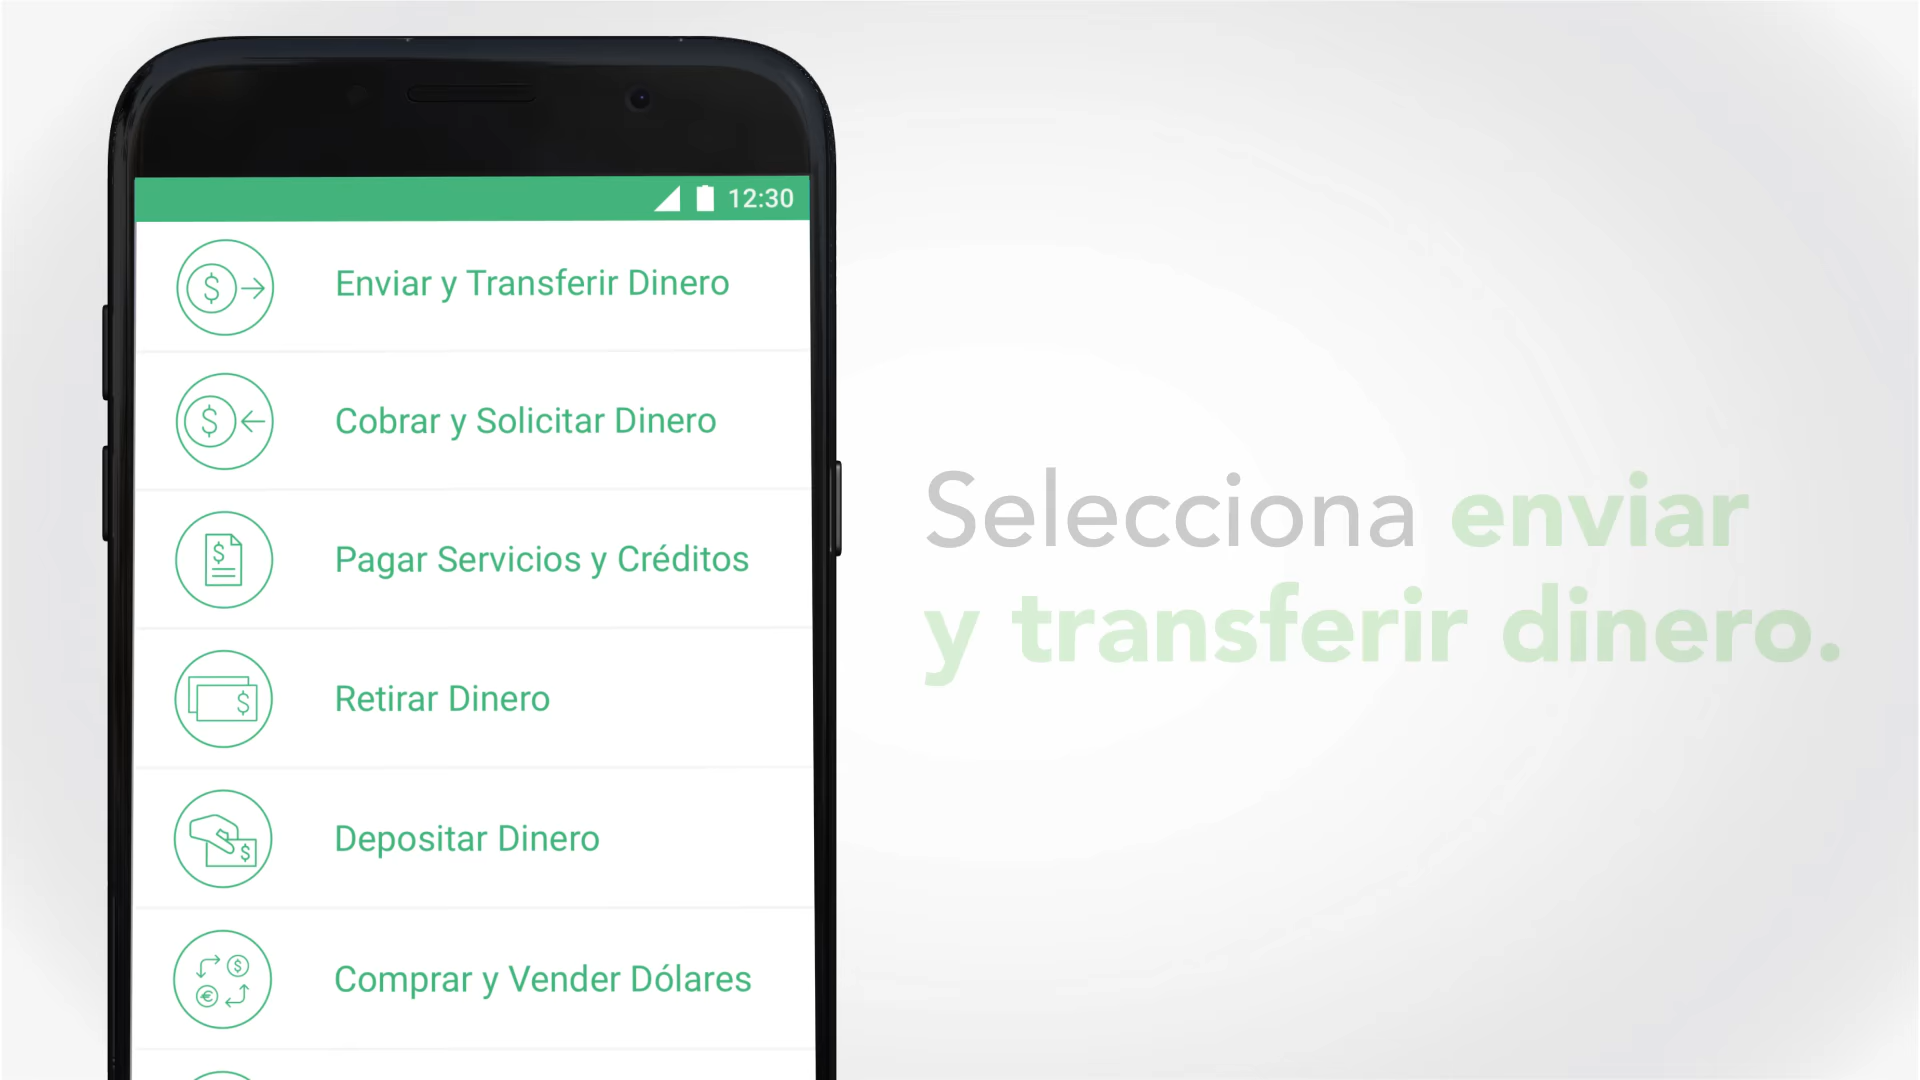 12:30
Enviar y Transferir Dinero
Cobrar y Solicitar Dinero
Pagar Servicios y Créditos
Retirar Dinero
Depositar Dinero
Comprar y Vender Dólares
Selecciona enviar
y transferir dinero.